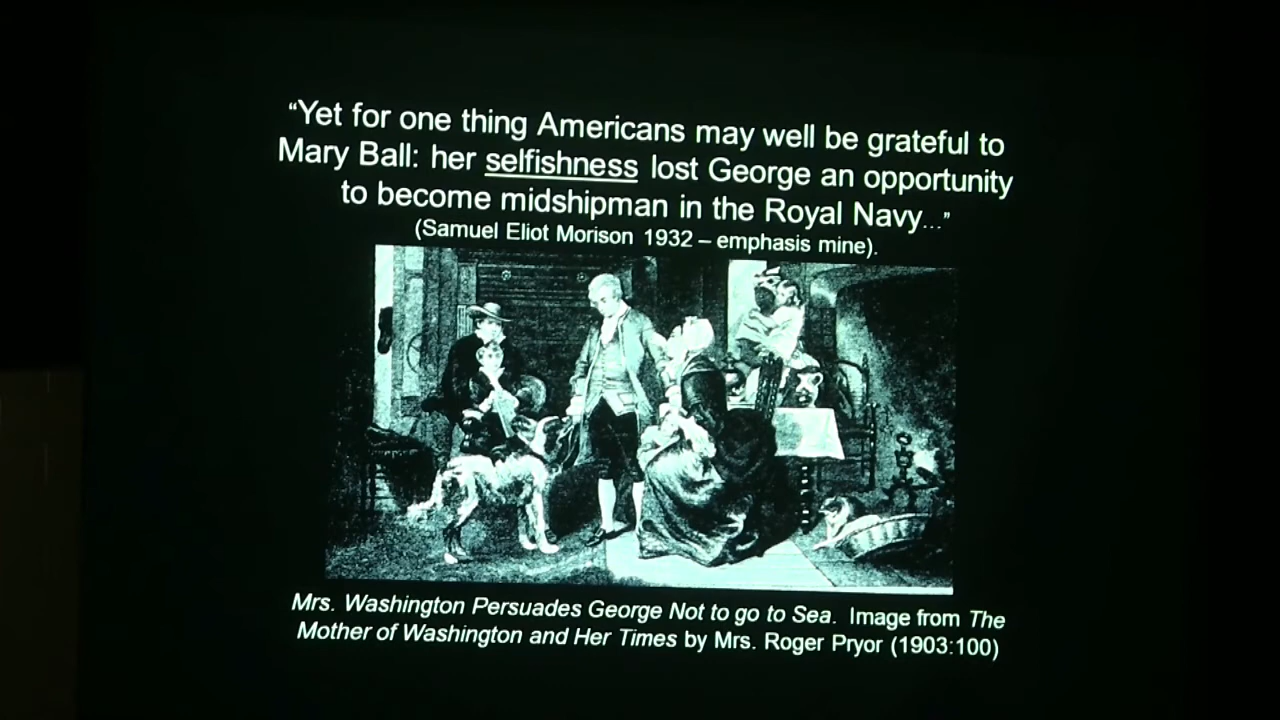 “Yet for one thing Americans may well be grateful to
Mary Ball: her selfishness lost George an opportunity
to become midshipman in the Royal Navy...”
(Samuel Eliot Morison 1932 – emphasis mine).
Mrs. Washington Persuades George Not to go to Sea. Image from The
Mother of Washington and Her Times by Mrs. Roger Pryor (1903:100)